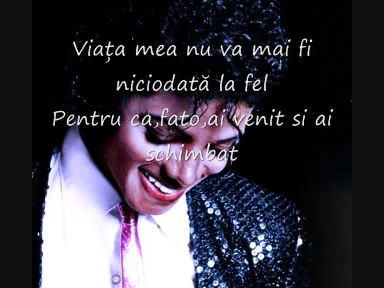 Viața mea nu va mai fi
niciodată la fel
Pentru ca,fato,ai venit si ai
schimbat